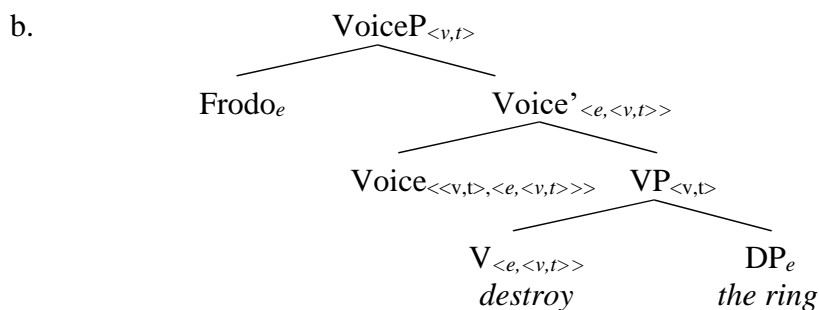 b. VoiceP<v,t>
Frodoe Voice’<e,<v,t>>
Voice<<v,t>,<e,<v,t>>> VP<v,t>
V<e,<v,t>> DPe
destroy the ring